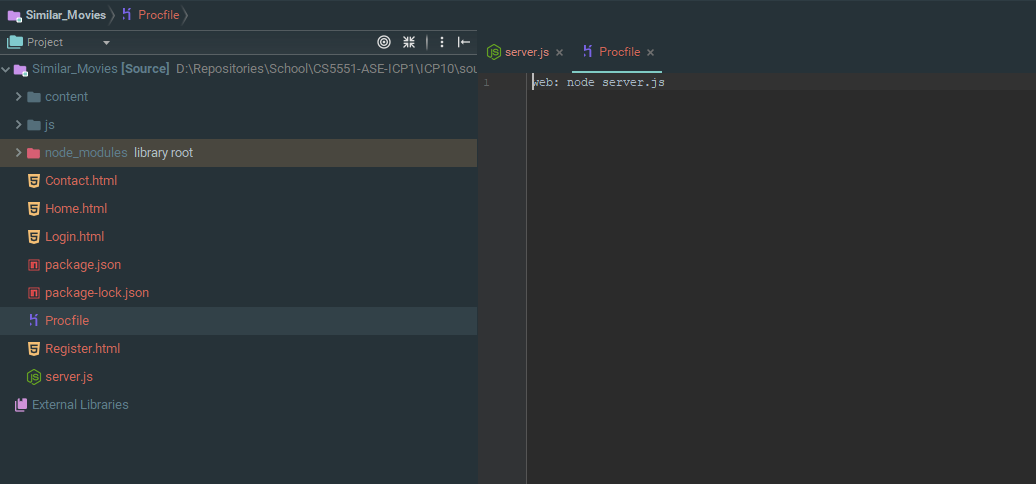 Similar_Movies Procfile
Project
Similar_Movies [Source] D:\Repositories\School\CS5551-ASE-ICP1\ICP10\sou
content
js
node_modules library root
Contact.html
Home.html
Login.html
package.json
package-lock.json
Procfile
Register.html
server.js
External Libraries
server.js Procfile
1 web: node server.js